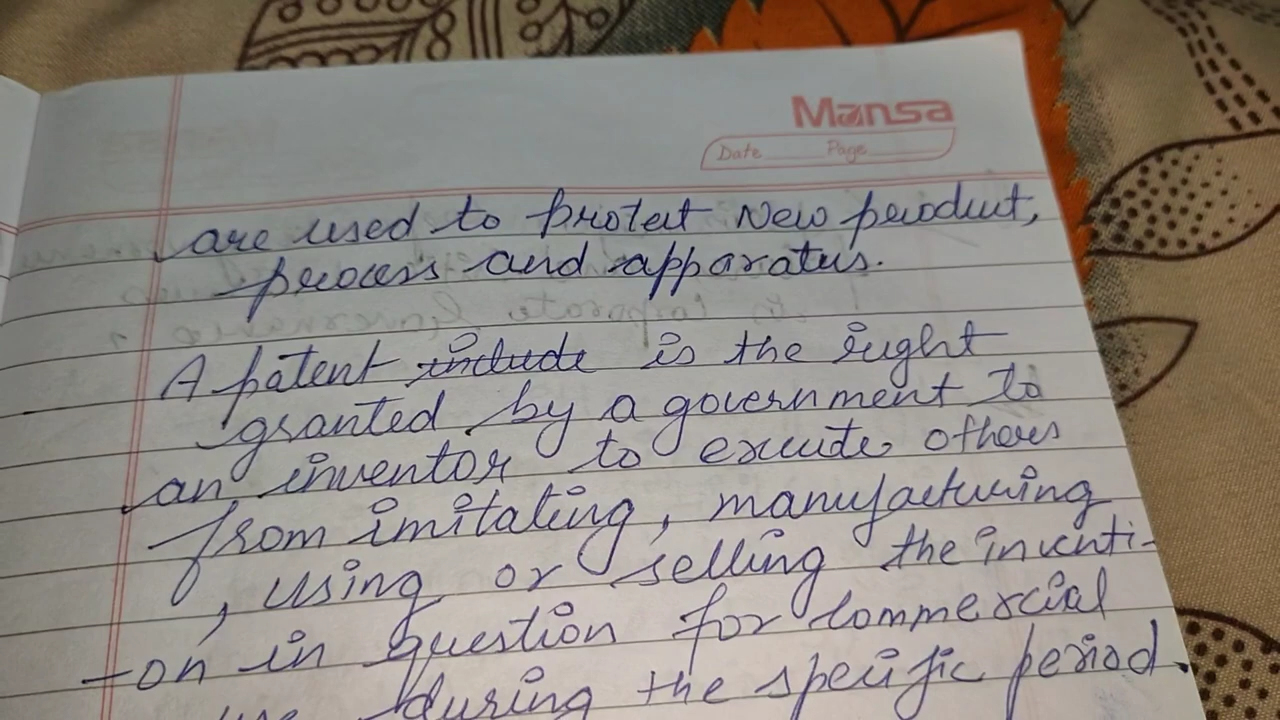 Mansa
Date Page
are used to protect New product,
process and apparatus.
A patent include is the right
granted by a government to
an inventor to exclude others
from imitating, manufacturing
, using or selling the inventi-
-on in question for commercial
use during the specific period.